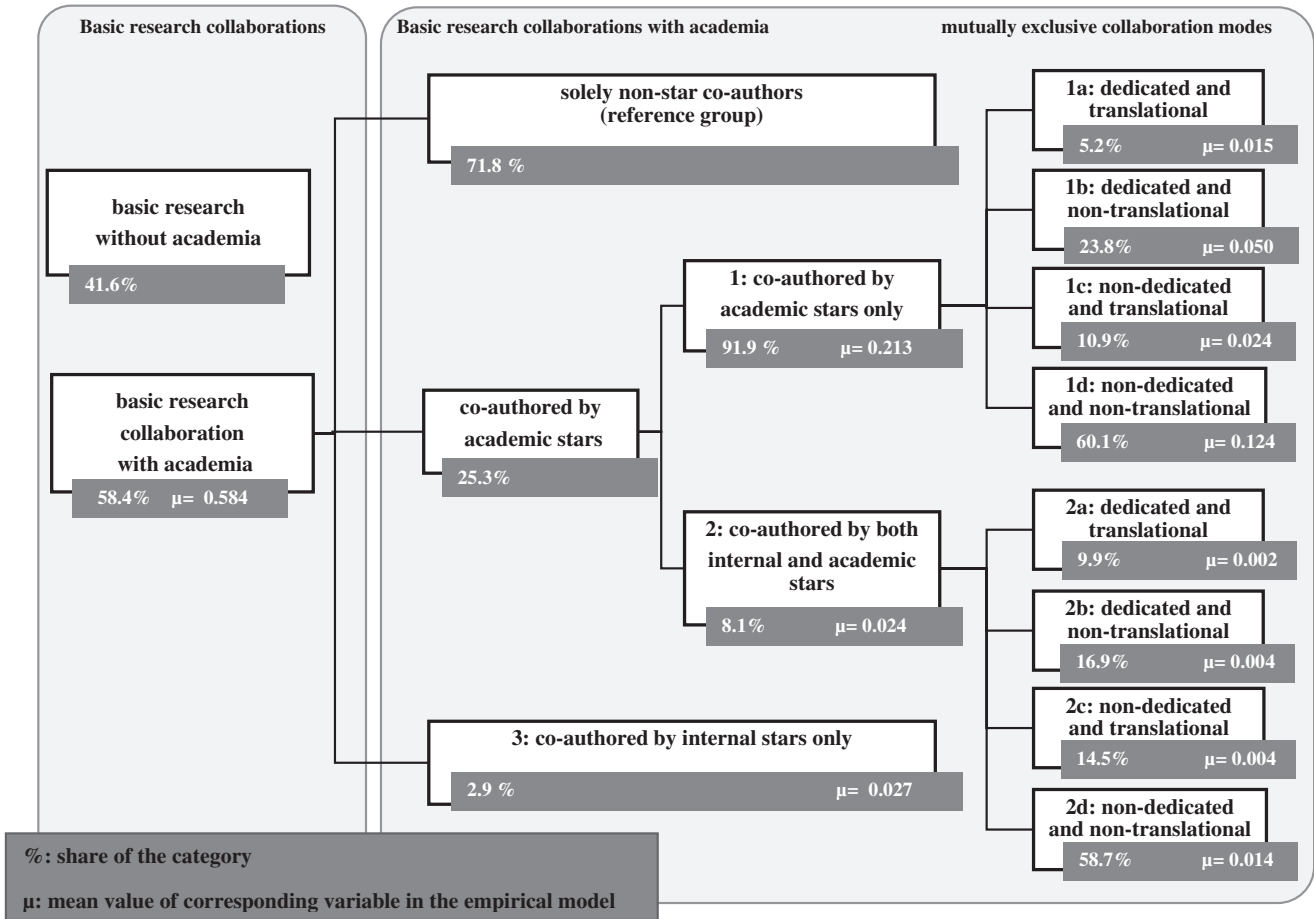 Basic research collaborations
basic research
without academia
41.6%
basic research
collaboration
with academia
58.4% μ= 0.584
Basic research collaborations with academia
mutually exclusive collaboration modes
solely non-star co-authors
(reference group)
71.8 %
co-authored by
academic stars
25.3%
3: co-authored by internal stars only
2.9 % μ= 0.027
1: co-authored by
academic stars only
91.9 % μ= 0.213
2: co-authored by both
internal and academic
stars
8.1% μ= 0.024
1a: dedicated and
translational
5.2% μ= 0.015
1b: dedicated and
non-translational
23.8% μ= 0.050
1c: non-dedicated
and translational
10.9% μ= 0.024
1d: non-dedicated
and non-translational
60.1% μ= 0.124
2a: dedicated and
translational
9.9% μ= 0.002
2b: dedicated and
non-translational
16.9% μ= 0.004
2c: non-dedicated
and translational
14.5% μ= 0.004
2d: non-dedicated
and non-translational
58.7% μ= 0.014
%: share of the category
μ: mean value of corresponding variable in the empirical model